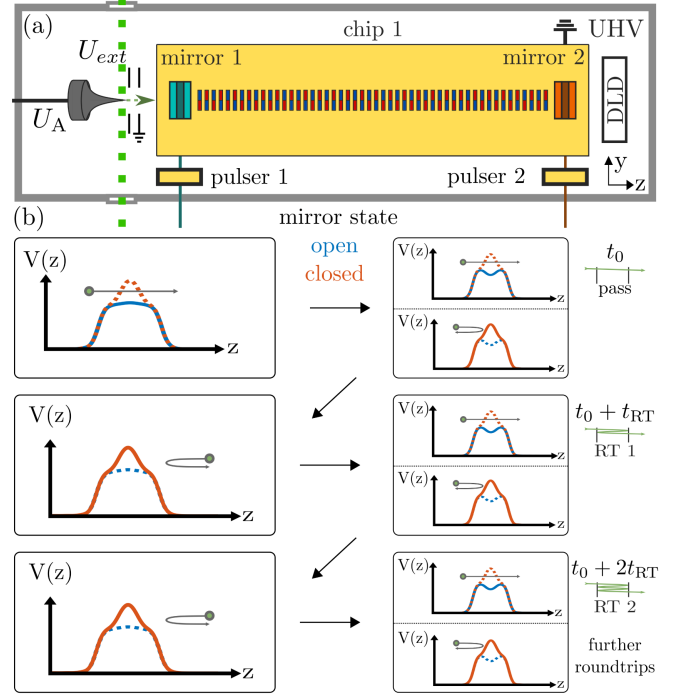 (a)
chip 1
UHV
U_ext
mirror 1
mirror 2
U_A
DLD
y
z
pulser 1
pulser 2
(b)
mirror state
open
closed
V(z)
z
V(z)
z
t_0
pass
V(z)
z
V(z)
z
V(z)
z
t_0 + t_RT
RT 1
V(z)
z
V(z)
z
V(z)
z
t_0 + 2t_RT
RT 2
V(z)
z
further
roundtrips